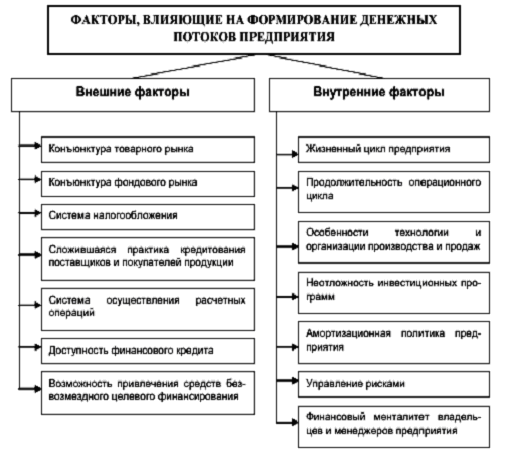 ФАКТОРЫ, ВЛИЯЮЩИЕ НА ФОРМИРОВАНИЕ ДЕНЕЖНЫХ
ПОТОКОВ ПРЕДПРИЯТИЯ
Внешние факторы
Конъюнктура товарного рынка
Конъюнктура фондового рынка
Система налогообложения
Сложившаяся практика кредитования
поставщиков и покупателей продукции
Система осуществления расчетных
операций
Доступность финансового кредита
Возможность привлечения средств без-
возмездного целевого финансирования
Внутренние факторы
Жизненный цикл предприятия
Продолжительность операционного
цикла
Особенности технологии и
организации производства и продаж
Неотложность инвестиционных про-
грамм
Амортизационная политика пред-
приятия
Управление рисками
Финансовый менталитет владель-
цев и менеджеров предприятия